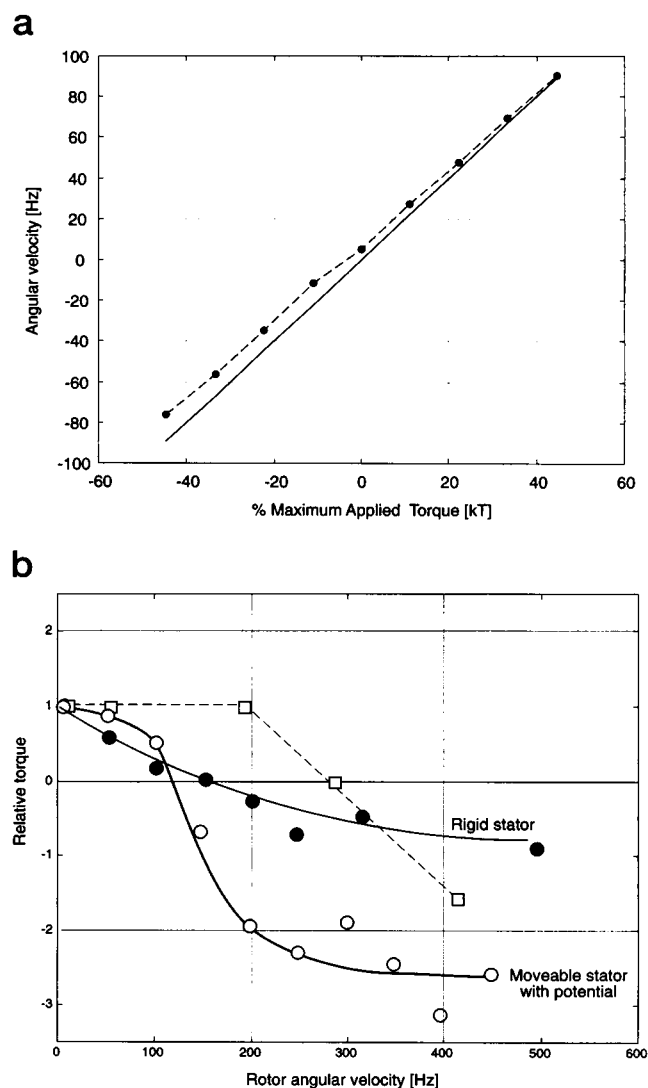 a
100
80
60
40
20
0
-20
-40
-60
-80
-100
Angular velocity [Hz]
-60 -40 -20 0 20 40 60
% Maximum Applied Torque [kT]
b
2
1
0
-1
-2
-3
Relative torque
Rigid stator
Moveable stator
with potential
0 100 200 300 400 500 600
Rotor angular velocity [Hz]